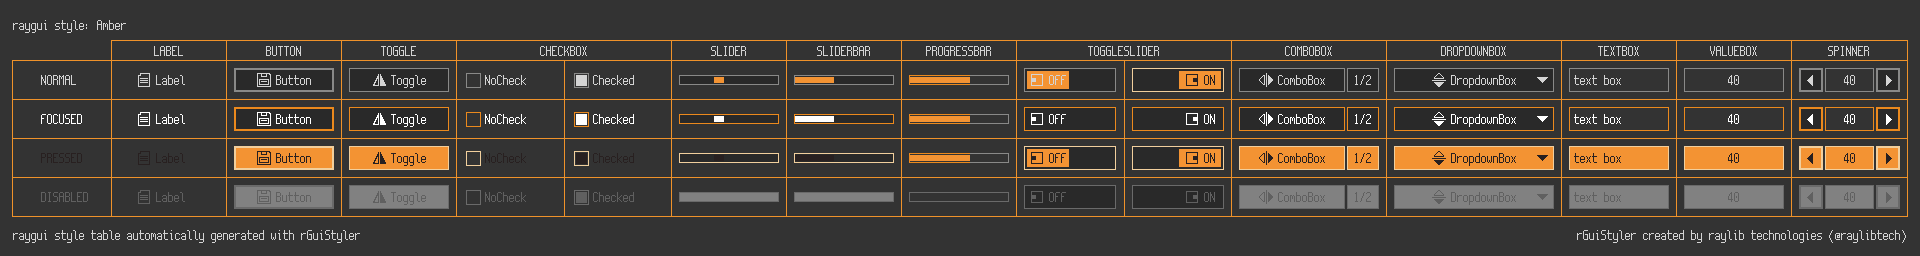 raygui style: Amber
LABEL BUTTON TOGGLE CHECKBOX SLIDER SLIDERBAR PROGRESSBAR TOGGLESLIDER COMBOBOX DROPDOWNBOX TEXTBOX VALUEBOX SPINNER
NORMAL Label Button Toggle NoCheck Checked OFF ON ComboBox 1/2 DropdownBox text box 40 40
FOCUSED Label Button Toggle NoCheck Checked OFF ON ComboBox 1/2 DropdownBox text box 40 40
PRESSED Label Button Toggle NoCheck Checked OFF ON ComboBox 1/2 DropdownBox text box 40 40
DISABLED Label Button Toggle NoCheck Checked OFF ON ComboBox 1/2 DropdownBox text box 40 40
raygui style table automatically generated with rGuiStyler
rGuiStyler created by raylib technologies (@raylibtech)